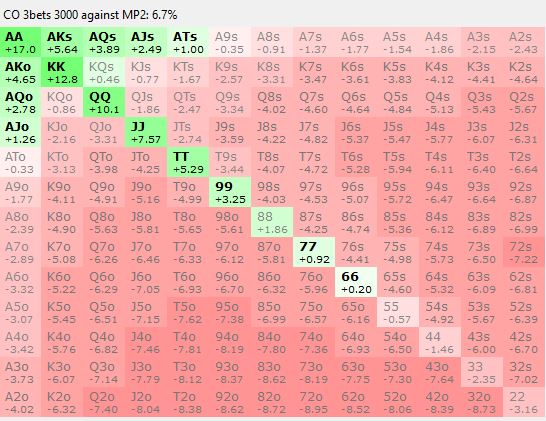 CO 3bets 3000 against MP2: 6.7%
AA AKs AQs AJs ATs A9s A8s A7s A6s A5s A4s A3s A2s
+17.0 +5.64 +3.89 +2.49 +1.00 -0.35 -0.91 -1.37 -1.77 -1.54 -1.86 -2.15 -2.43
AKo KK KQs KJs KTs K9s K8s K7s K6s K5s K4s K3s K2s
+4.65 +12.8 +0.46 -0.77 -1.67 -2.57 -3.31 -3.47 -3.61 -3.83 -4.12 -4.41 -4.64
AQo KQo QQ QJs QTs Q9s Q8s Q7s Q6s Q5s Q4s Q3s Q2s
+2.78 -0.86 +10.1 -1.86 -2.47 -3.34 -4.02 -4.60 -4.64 -4.84 -5.13 -5.43 -5.67
AJo KJo QJo JJ JTs J9s J8s J7s J6s J5s J4s J3s J2s
+1.26 -2.16 -3.31 +7.57 -2.74 -3.59 -4.22 -4.82 -5.37 -5.47 -5.77 -6.07 -6.31
ATo KTo QTo JTo TT T9s T8s T7s T6s T5s T4s T3s T2s
-0.33 -3.13 -3.98 -4.25 +5.29 -3.44 -4.07 -4.72 -5.28 -5.94 -6.11 -6.40 -6.64
A9o K9o Q9o J9o T9o 99 98s 97s 96s 95s 94s 93s 92s
-1.77 -4.11 -4.91 -5.16 -4.99 +3.25 -4.03 -4.53 -5.07 -5.72 -6.47 -6.64 -6.87
A8o K8o Q8o J8o T8o 98o 88 87s 86s 85s 84s 83s 82s
-2.39 -4.90 -5.63 -5.81 -5.65 -5.61 +1.86 -4.25 -4.74 -5.36 -6.12 -6.89 -6.99
A7o K7o Q7o J7o T7o 97o 87o 77 76s 75s 74s 73s 72s
-2.89 -5.08 -6.26 -6.46 -6.33 -6.12 -5.81 +0.92 -4.41 -4.98 -5.73 -6.50 -7.22
A6o K6o Q6o J6o T6o 96o 86o 76o 66 65s 64s 63s 62s
-3.32 -5.22 -6.29 -7.05 -6.93 -6.70 -6.32 -5.96 +0.20 -4.60 -5.32 -6.09 -6.81
A5o K5o Q5o J5o T5o 95o 85o 75o 65o 55 54s 53s 52s
-3.07 -5.45 -6.51 -7.15 -7.62 -7.38 -6.99 -6.57 -6.16 -0.57 -4.92 -5.67 -6.39
A4o K4o Q4o J4o T4o 94o 84o 74o 64o 54o 44 43s 42s
-3.42 -5.76 -6.82 -7.46 -7.81 -8.19 -7.80 -7.36 -6.93 -6.50 -1.46 -6.00 -6.70
A3o K3o Q3o J3o T3o 93o 83o 73o 63o 53o 43o 33 32s
-3.73 -6.07 -7.14 -7.79 -8.12 -8.37 -8.62 -8.19 -7.75 -7.30 -7.64 -2.35 -7.02
A2o K2o Q2o J2o T2o 92o 82o 72o 62o 52o 42o 32o 22
-4.02 -6.32 -7.40 -8.04 -8.38 -8.62 -8.72 -8.95 -8.52 -8.06 -8.39 -8.73 -3.16